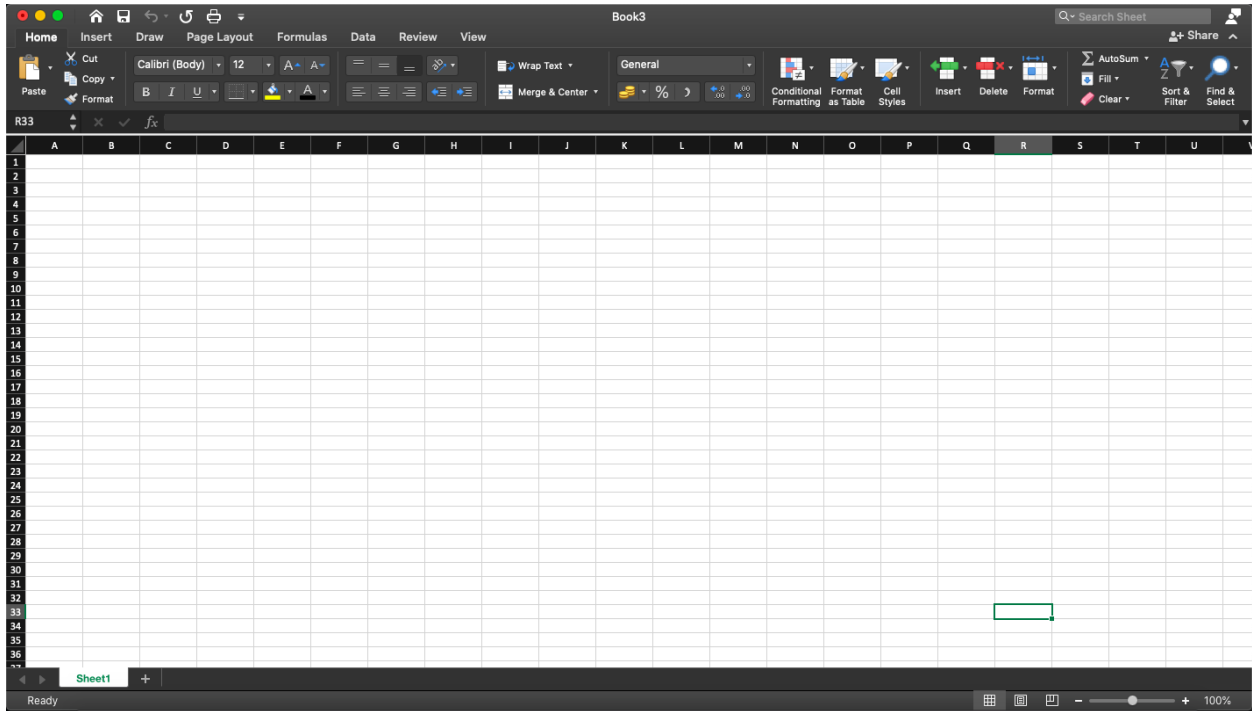 Book3
Search Sheet
Home Insert Draw Page Layout Formulas Data Review View
Share
Paste
Cut
Copy
Format
Calibri (Body) 12 A A
B I U A
Wrap Text
Merge & Center
General
% )
Conditional Formatting
Format as Table
Cell Styles
Insert
Delete
Format
AutoSum
Fill
Clear
Sort & Filter
Find & Select
R33 fx
A B C D E F G H I J K L M N O P Q R S T U V
1
2
3
4
5
6
7
8
9
10
11
12
13
14
15
16
17
18
19
20
21
22
23
24
25
26
27
28
29
30
31
32
33
34
35
36
37
Sheet1 +
Ready
100%